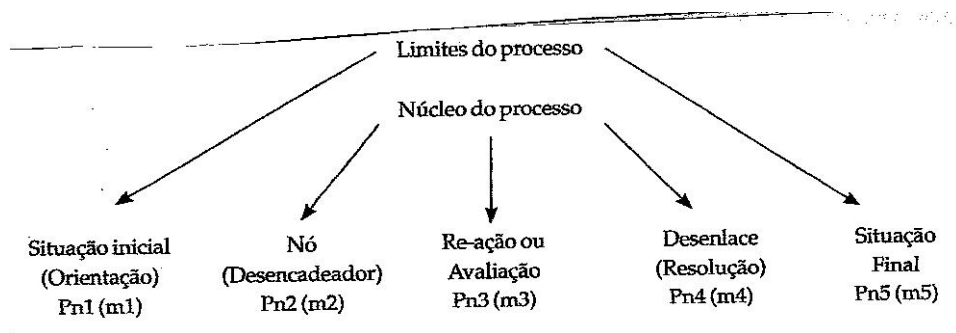 Limites do processo
Núcleo do processo
Situação inicial
(Orientação)
Pn1 (m1)
Nó
(Desencadeador)
Pn2 (m2)
Re-ação ou
Avaliação
Pn3 (m3)
Desenlace
(Resolução)
Pn4 (m4)
Situação
Final
Pn5 (m5)